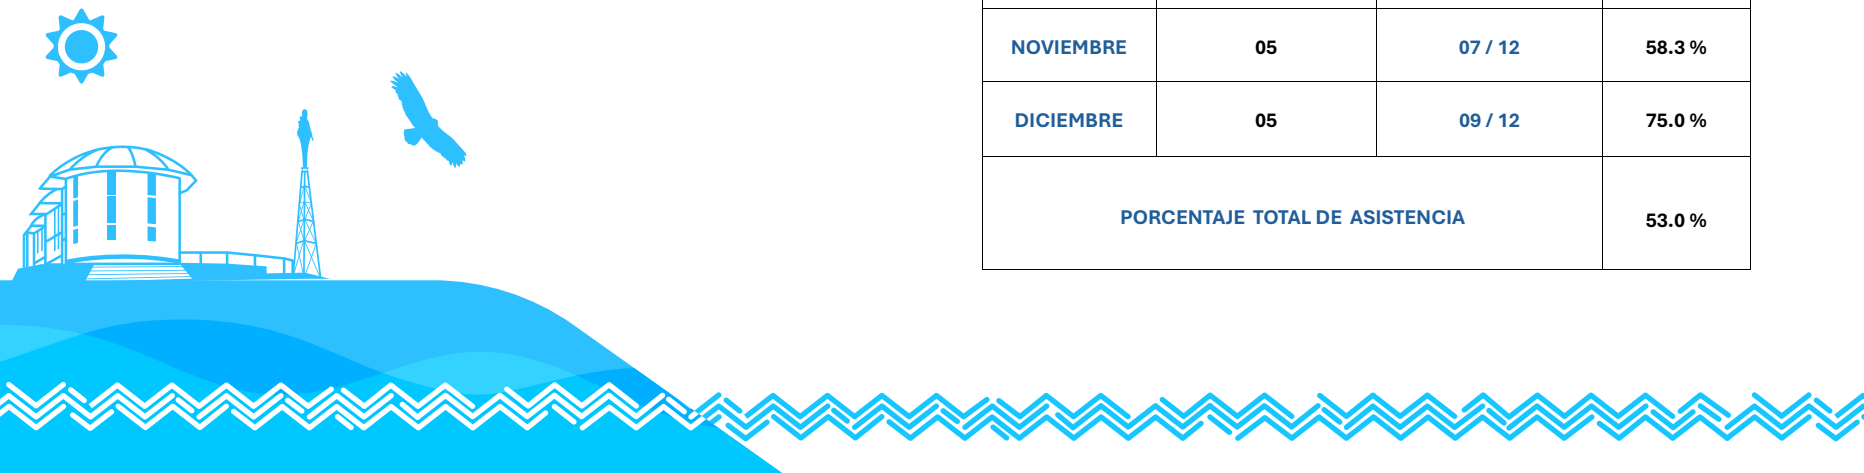 NOVIEMBRE 05 07 / 12 58.3 %
DICIEMBRE 05 09 / 12 75.0 %
PORCENTAJE TOTAL DE ASISTENCIA 53.0 %